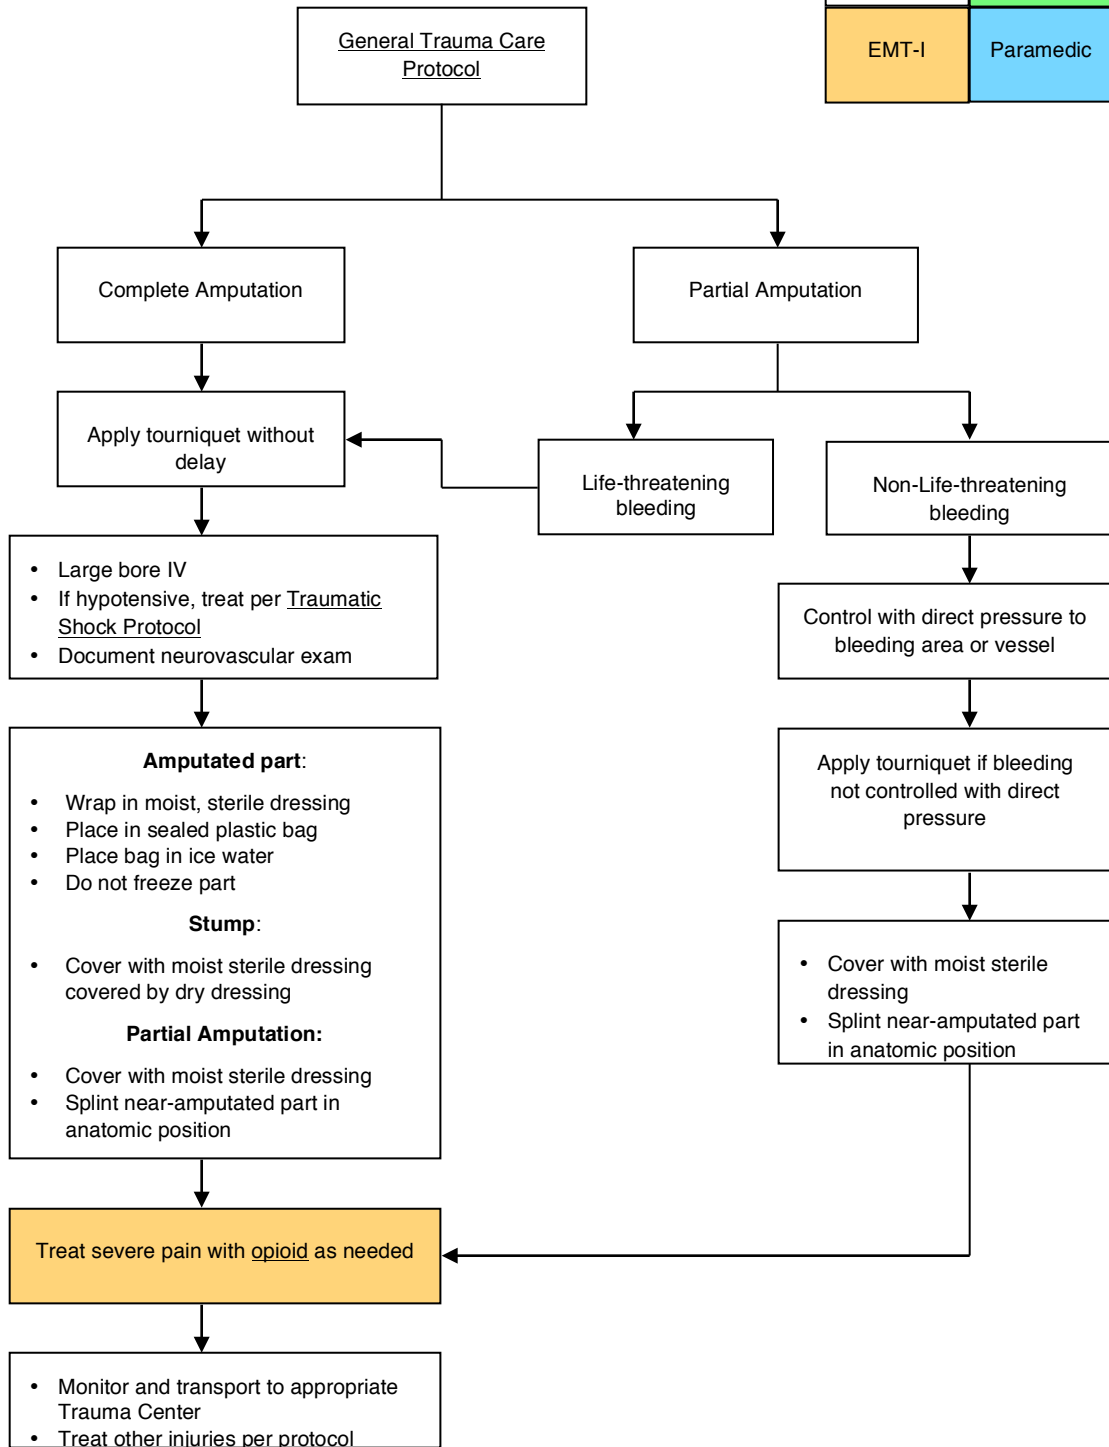 General Trauma Care
Protocol
EMT-I
Paramedic
Complete Amputation
Partial Amputation
Apply tourniquet without
delay
Life-threatening
bleeding
Non-Life-threatening
bleeding
• Large bore IV
• If hypotensive, treat per Traumatic
Shock Protocol
• Document neurovascular exam
Control with direct pressure to
bleeding area or vessel
Amputated part:
• Wrap in moist, sterile dressing
• Place in sealed plastic bag
• Place bag in ice water
• Do not freeze part
Stump:
• Cover with moist sterile dressing
covered by dry dressing
Partial Amputation:
• Cover with moist sterile dressing
• Splint near-amputated part in
anatomic position
Apply tourniquet if bleeding
not controlled with direct
pressure
• Cover with moist sterile
dressing
• Splint near-amputated part
in anatomic position
Treat severe pain with opioid as needed
• Monitor and transport to appropriate
Trauma Center
• Treat other injuries per protocol